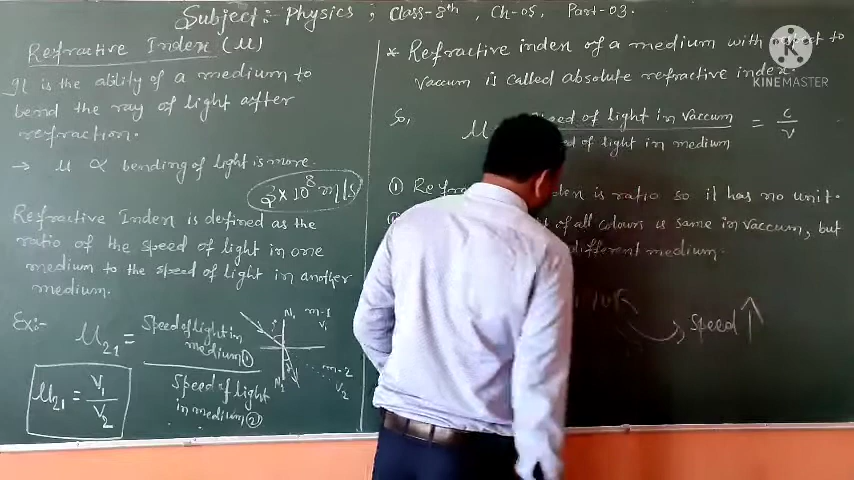 Subject:- Physics ; Class-8th , Ch-05, Part-03.
Refractive Index (μ)
It is the ability of a medium to
bend the ray of light after
refraction.
→ μ ∝ bending of light is more.
3×10⁸ m/s
Refractive Index is defined as the
ratio of the speed of light in one
medium to the speed of light in another
medium.
Ex:- μ21 = Speed of light in
medium ①
Speed of light
in medium ②
μ21 = V1/V2
N1 m-1
V1
i
m-2
N2 V2
* Refractive index of a medium with respect to
Vaccum is called absolute refractive index.
So, μ = Speed of light in Vaccum / Speed of light in medium = c/v
① index is ratio so it has no unit.
of all colours is same in vaccum, but
different medium.
Speed ↑
K
KINEMASTER